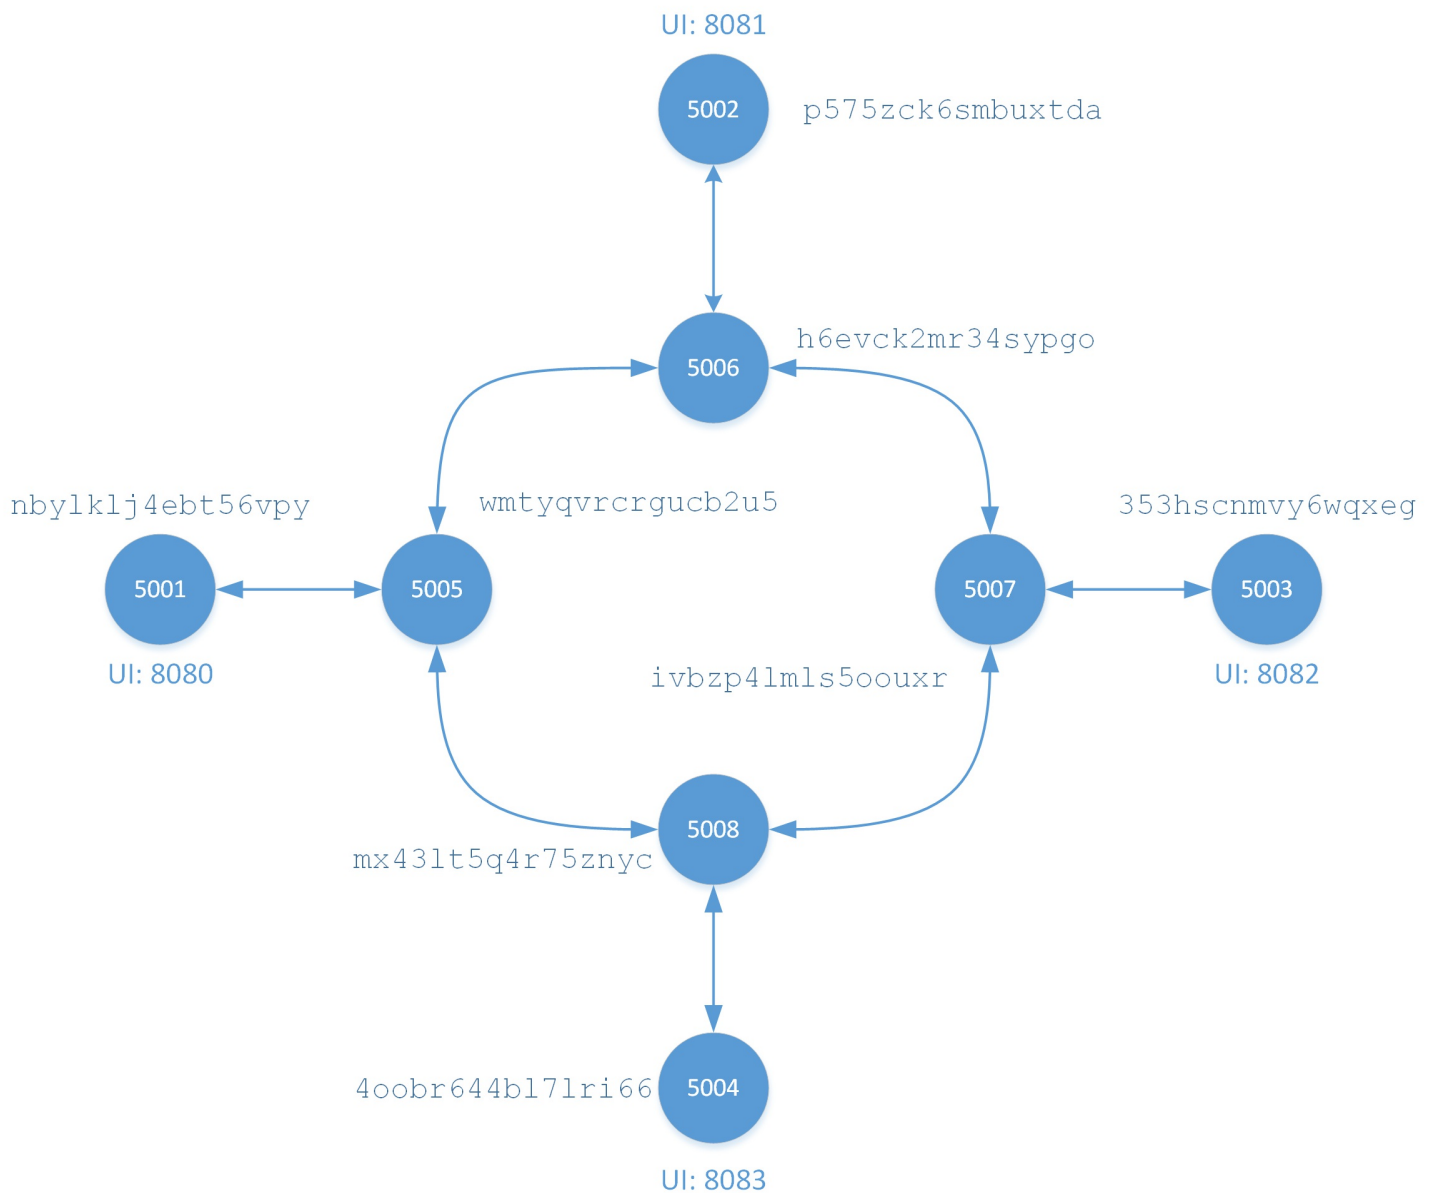 UI: 8081
5002
p575zck6smbuxtda
h6evck2mr34sypgo
5006
nbylklj4ebt56vpy
wmtyqvrcrgucb2u5
353hscnmvy6wqxeg
5001
5005
5007
5003
UI: 8080
ivbzp4lmls5oouxr
UI: 8082
5008
mx43lt5q4r75znyc
4oobr644bl7lri66
5004
UI: 8083